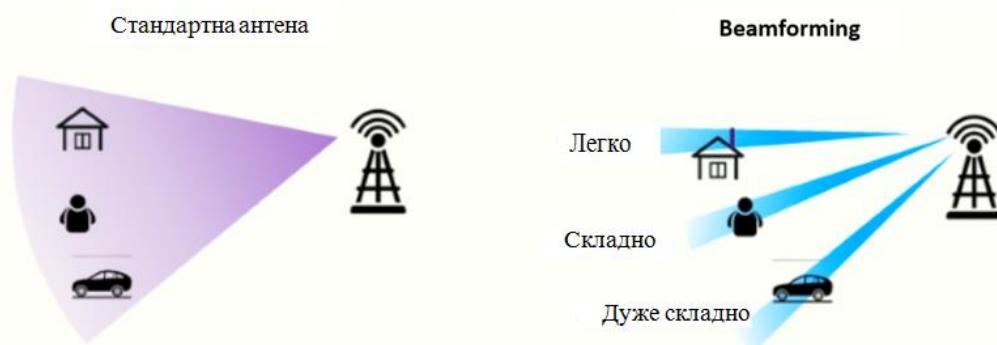 Стандартна антена
Beamforming
Легко
Складно
Дуже складно